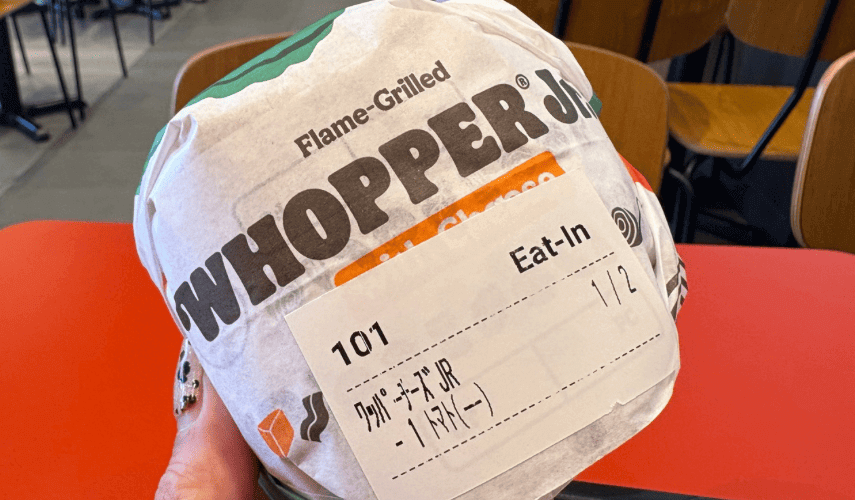 Flame-Grilled
WHOPPER® Jr.
Eat-In
101 1/2
ワッパーチーズJR
-1 トマト(ー)